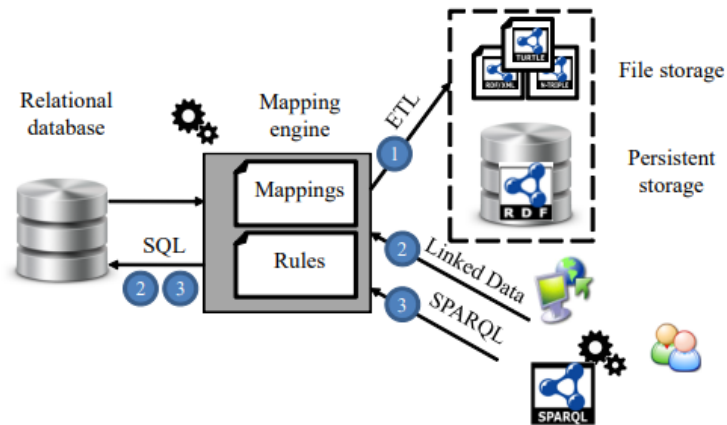 Relational
database
Mapping
engine
Mappings
Rules
SQL
2
3
ETL
1
TURTLE
RDF/XML
N-TRIPLE
File storage
Persistent
storage
RDF
2
Linked Data
3
SPARQL
SPARQL